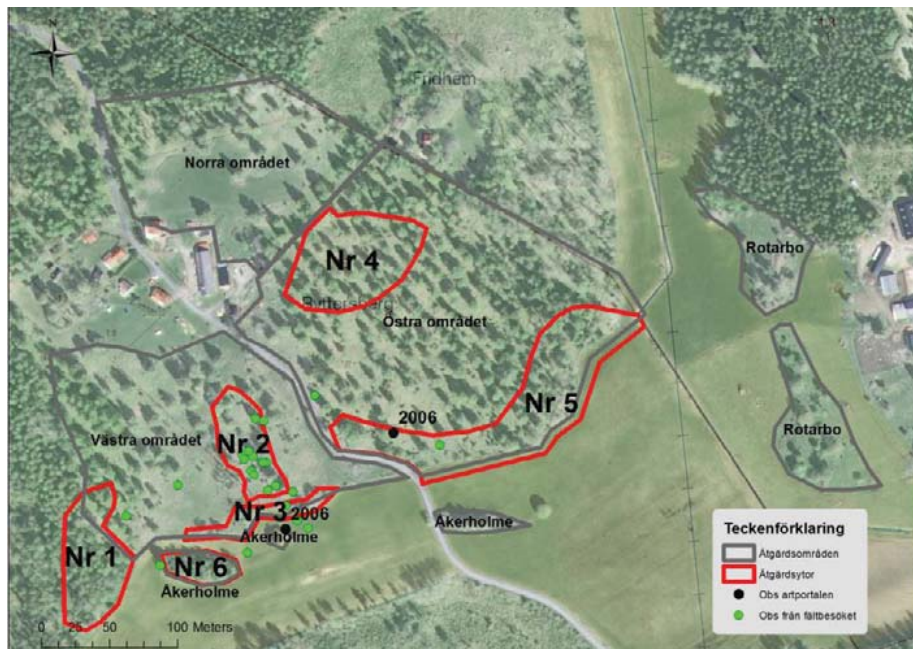 N
Fridhem
Norra området
Nr 4
Ryttersberg
Östra området
Rotarbo
Nr 5
2006
Västra området
Nr 2
Rotarbo
Nr 3
2006
Åkerholme
Åkerholme
Nr 1
Nr 6
Åkerholme
0 25 50 100 Meters
Teckenförklaring
Åtgärdsområden
Åtgärdsytor
Obs artportalen
Obs från fältbesöket